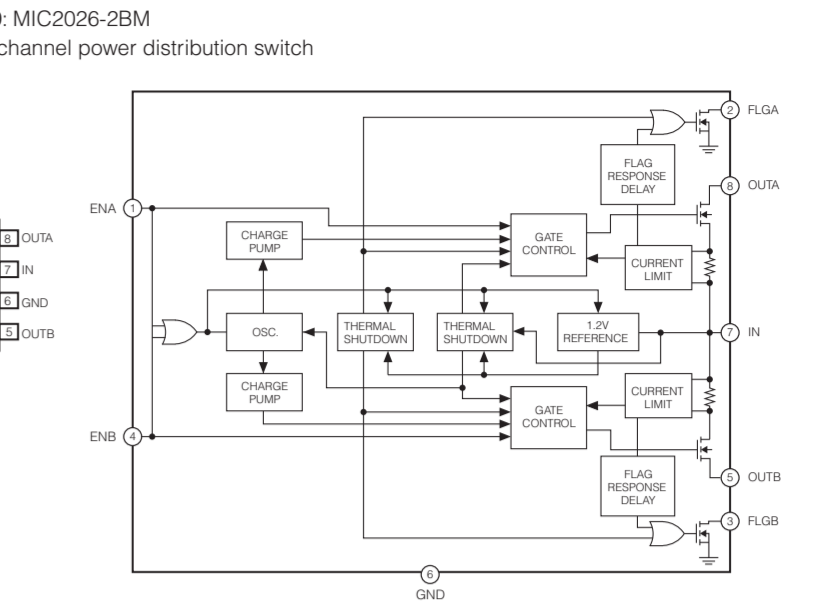 : MIC2026-2BM
channel power distribution switch
2 FLGA
FLAG
RESPONSE
DELAY
8 OUTA
ENA 1
8 OUTA
CHARGE
PUMP
GATE
CONTROL
7 IN
CURRENT
LIMIT
6 GND
OSC.
THERMAL
SHUTDOWN
THERMAL
SHUTDOWN
1.2V
REFERENCE
7 IN
5 OUTB
CHARGE
PUMP
CURRENT
LIMIT
GATE
CONTROL
ENB 4
FLAG
RESPONSE
DELAY
5 OUTB
3 FLGB
6
GND